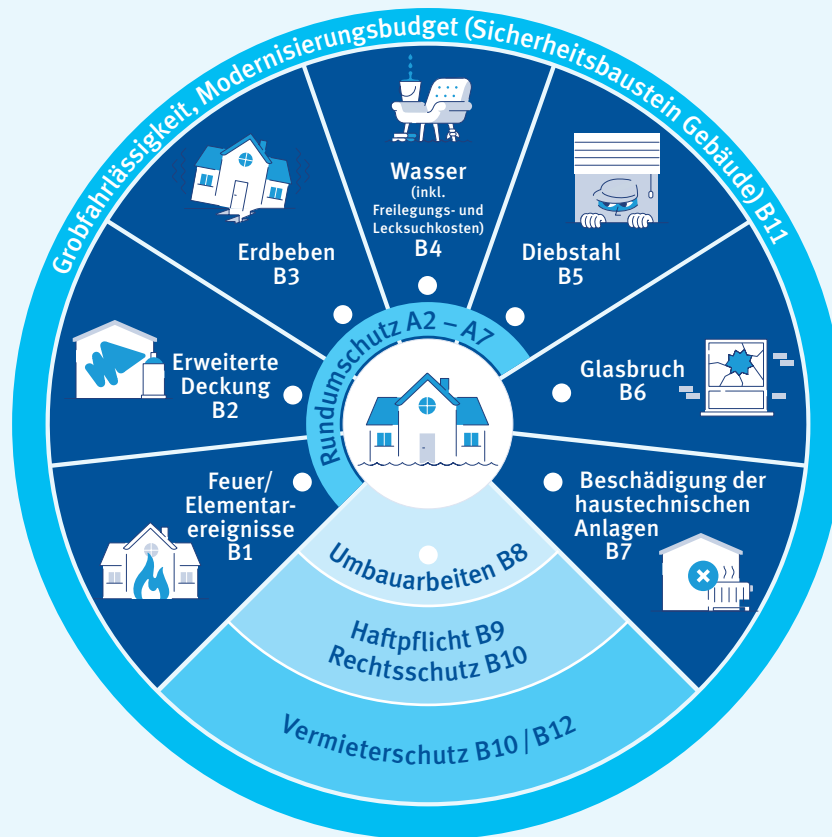 Grobfahrlässigkeit, Modernisierungsbudget (Sicherheitsbaustein Gebäude) B11
Wasser
(inkl.
Freilegungs- und
Lecksuchkosten)
B4
Erdbeben
B3
Diebstahl
B5
Rundumschutz A2 – A7
Erweiterte
Deckung
B2
Glasbruch
B6
Feuer/
Elementar-
ereignisse
B1
Beschädigung der
haustechnischen
Anlagen
B7
Umbauarbeiten B8
Haftpflicht B9
Rechtsschutz B10
Vermieterschutz B10 / B12